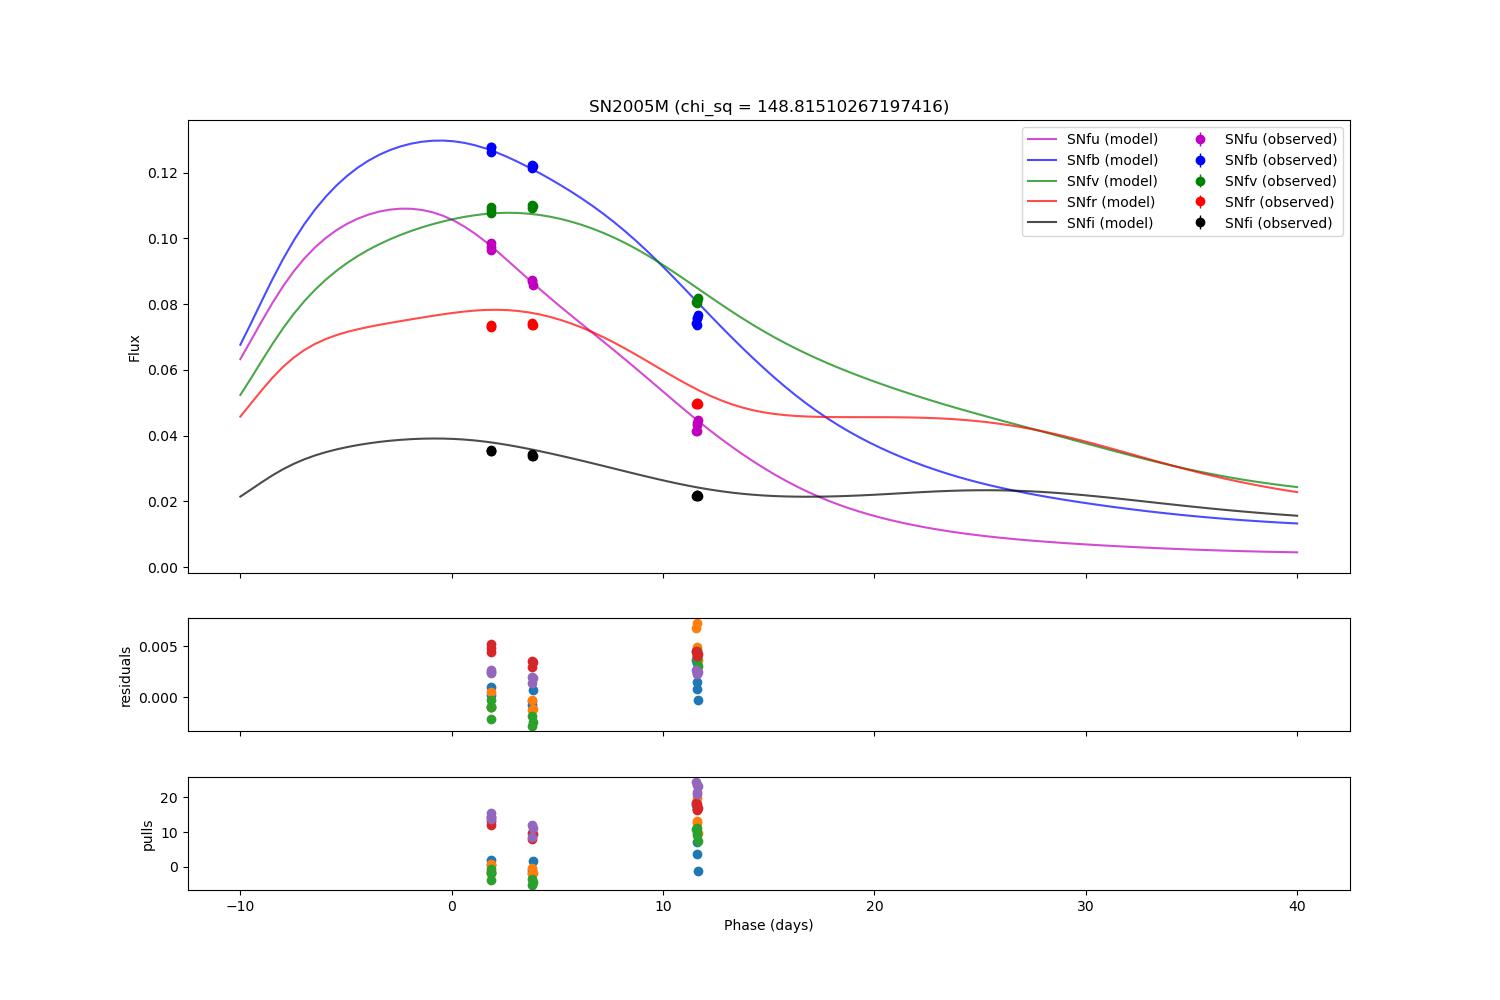 SN2005M (chi_sq = 148.81510267197416)
SNfu (model) SNfu (observed)
SNfb (model) SNfb (observed)
SNfv (model) SNfv (observed)
SNfr (model) SNfr (observed)
SNfi (model) SNfi (observed)
0.12
0.10
0.08
0.06
0.04
0.02
0.00
Flux
0.005
0.000
residuals
20
10
0
pulls
−10 0 10 20 30 40
Phase (days)